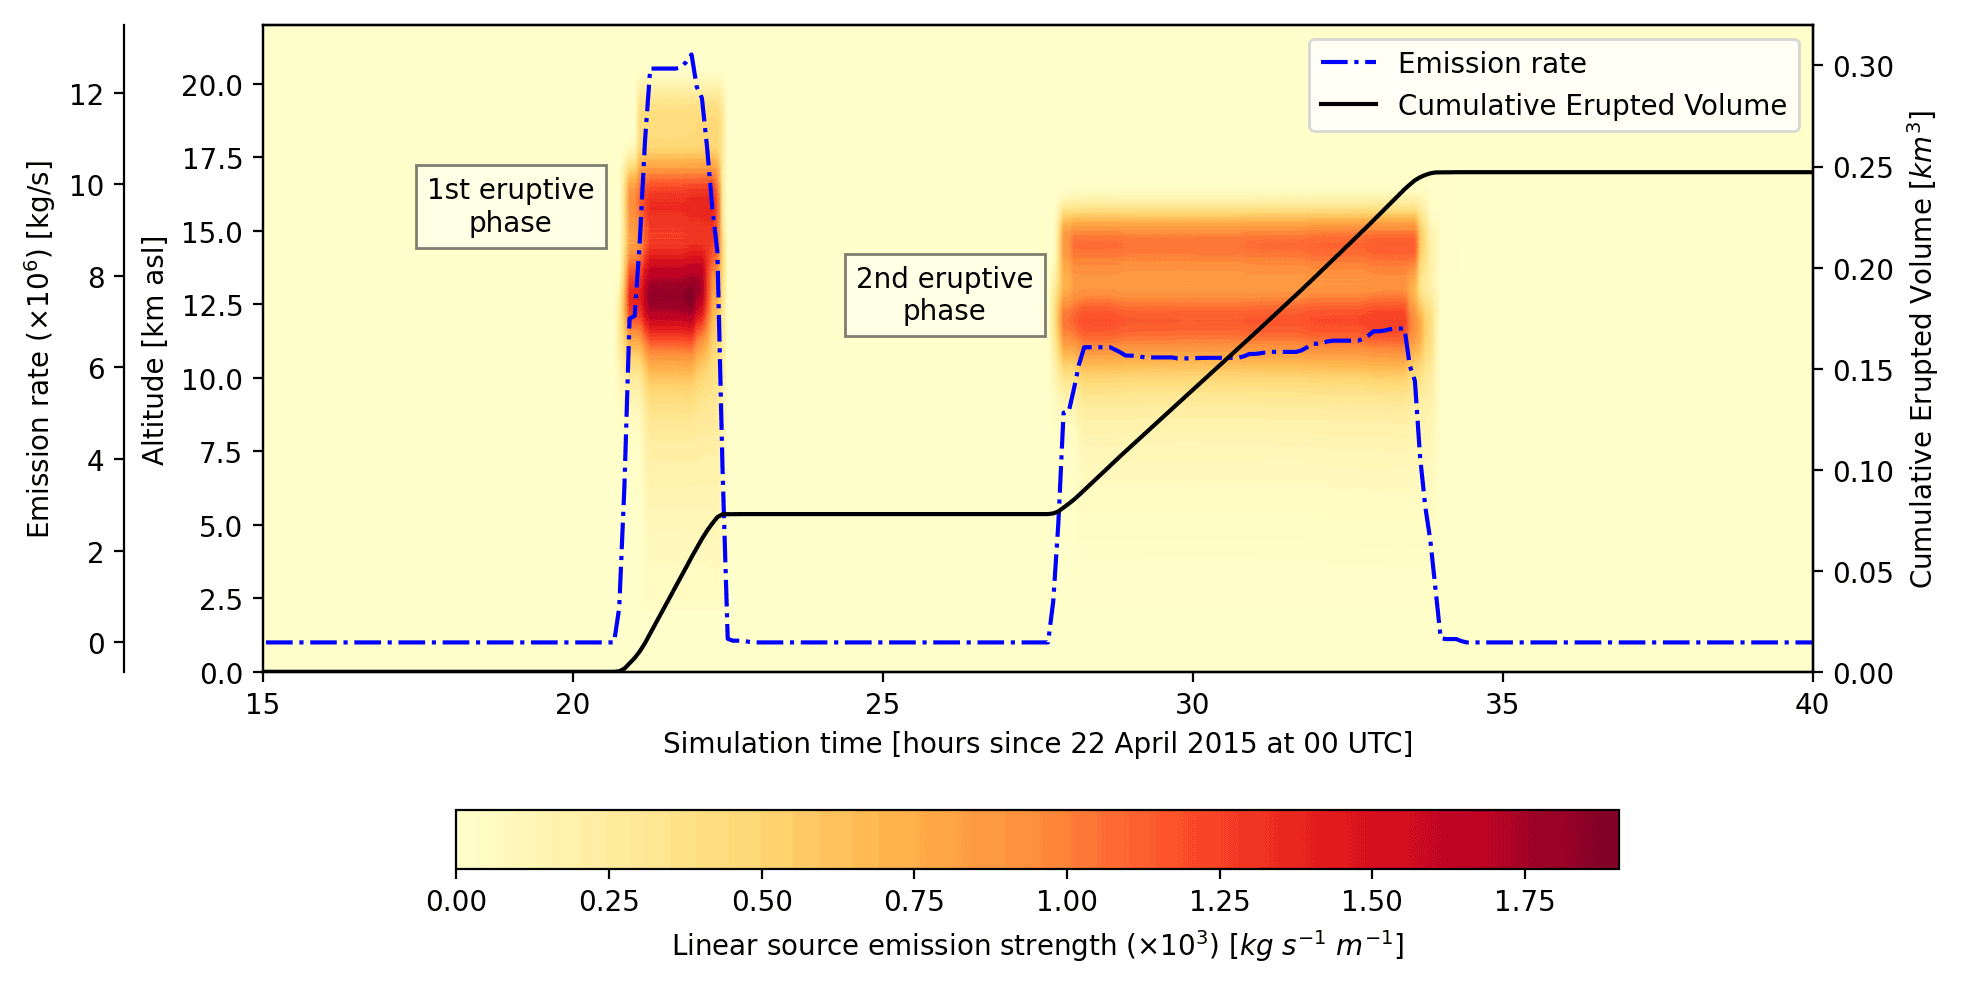 Emission rate
Cumulative Erupted Volume
1st eruptive
phase
2nd eruptive
phase
Emission rate (×10⁶) [kg/s]
12
10
8
6
4
2
0
Altitude [km asl]
20.0
17.5
15.0
12.5
10.0
7.5
5.0
2.5
0.0
0.30
0.25
0.20
0.15
0.10
0.05
0.00
Cumulative Erupted Volume [km³]
15 20 25 30 35 40
Simulation time [hours since 22 April 2015 at 00 UTC]
0.00 0.25 0.50 0.75 1.00 1.25 1.50 1.75
Linear source emission strength (×10³) [kg s⁻¹ m⁻¹]